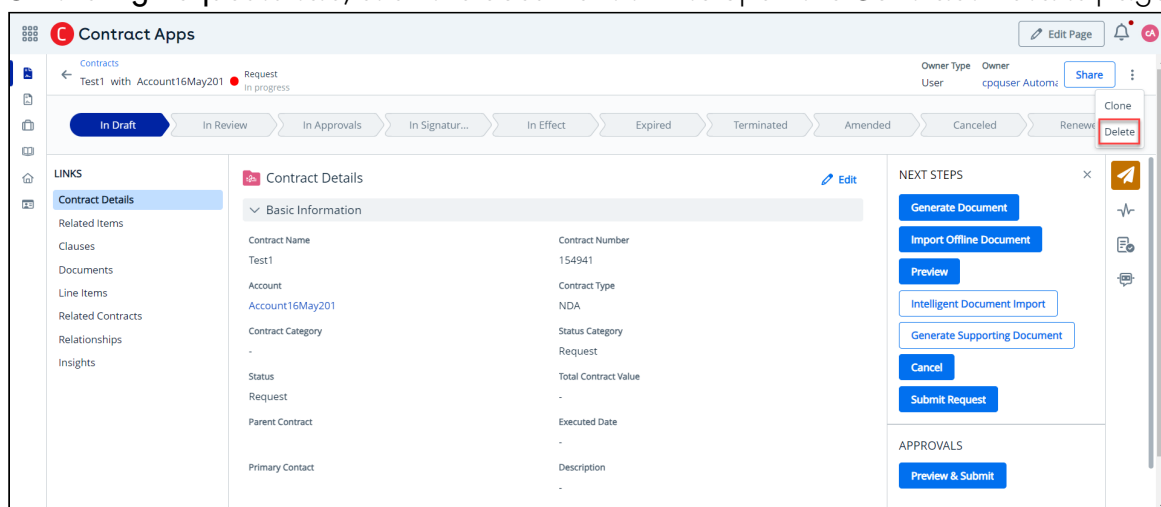 Contract Apps
Edit Page
cA
Contracts
Test1 with Account16May201
Request
In progress
Owner Type Owner
User cpquser Automa
Share
Clone
Delete
In Draft In Review In Approvals In Signatur... In Effect Expired Terminated Amended Canceled Renewe
LINKS
Contract Details
Related Items
Clauses
Documents
Line Items
Related Contracts
Relationships
Insights
Contract Details
Edit
Basic Information
Contract Name Contract Number
Test1 154941
Account Contract Type
Account16May201 NDA
Contract Category Status Category
- Request
Status Total Contract Value
Request -
Parent Contract Executed Date
-
Primary Contact Description
-
NEXT STEPS
Generate Document
Import Offline Document
Preview
Intelligent Document Import
Generate Supporting Document
Cancel
Submit Request
APPROVALS
Preview & Submit